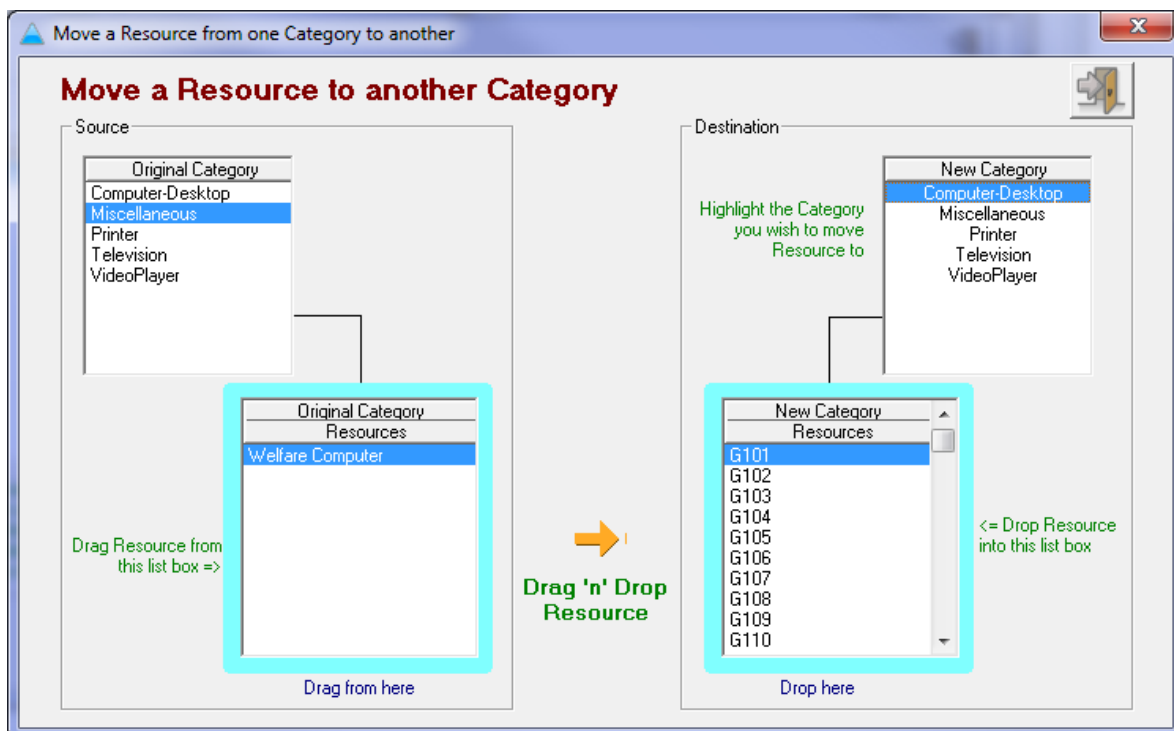 Move a Resource from one Category to another
Move a Resource to another Category
Source
Original Category
Computer-Desktop
Miscellaneous
Printer
Television
VideoPlayer
Original Category
Resources
Welfare Computer
Drag Resource from
this list box =>
Drag from here
Drag 'n' Drop
Resource
Destination
Highlight the Category
you wish to move
Resource to
New Category
Computer-Desktop
Miscellaneous
Printer
Television
VideoPlayer
New Category
Resources
G101
G102
G103
G104
G105
G106
G107
G108
G109
G110
<= Drop Resource
into this list box
Drop here